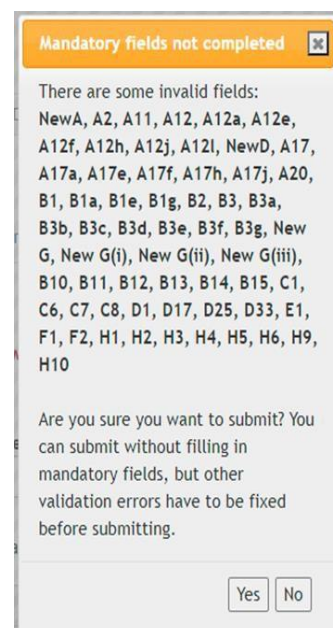 Mandatory fields not completed
There are some invalid fields:
NewA, A2, A11, A12, A12a, A12e,
A12f, A12h, A12j, A12l, NewD, A17,
A17a, A17e, A17f, A17h, A17j, A20,
B1, B1a, B1e, B1g, B2, B3, B3a,
B3b, B3c, B3d, B3e, B3f, B3g, New
G, New G(i), New G(ii), New G(iii),
B10, B11, B12, B13, B14, B15, C1,
C6, C7, C8, D1, D17, D25, D33, E1,
F1, F2, H1, H2, H3, H4, H5, H6, H9,
H10
Are you sure you want to submit? You
can submit without filling in
mandatory fields, but other
validation errors have to be fixed
before submitting.
Yes No